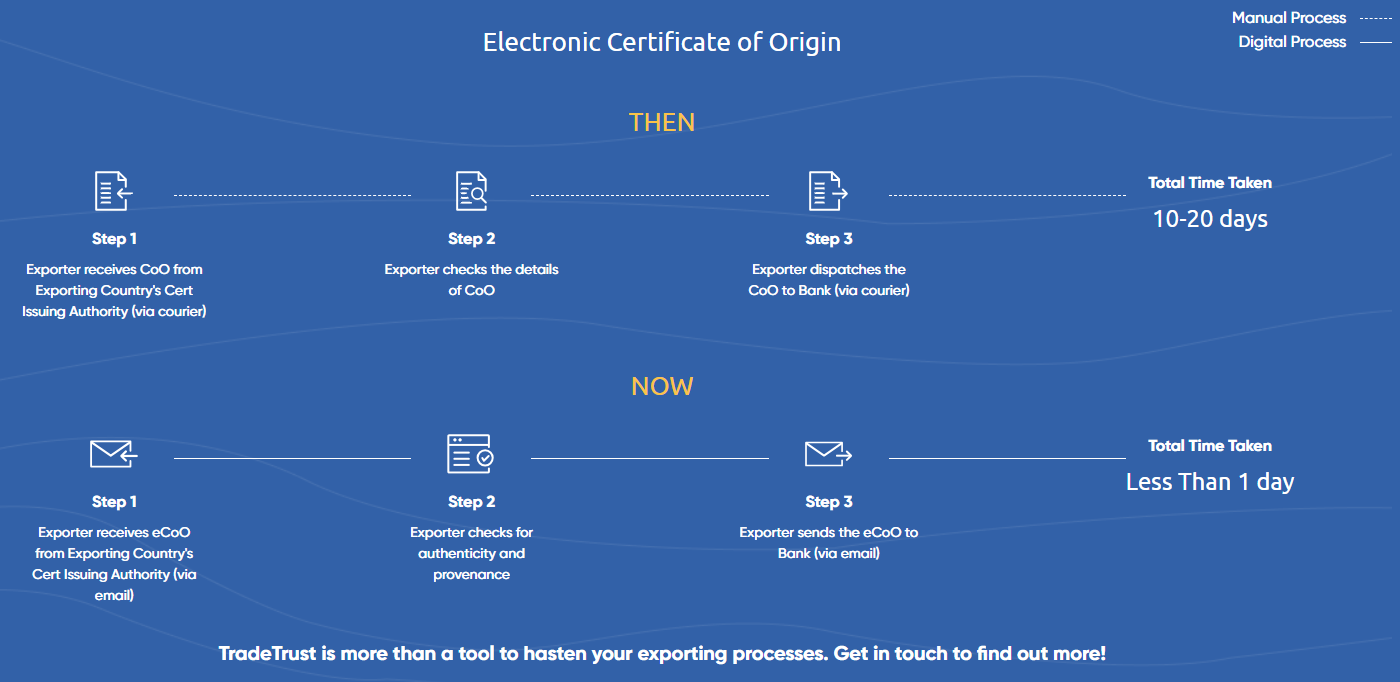 Manual Process
Digital Process
Electronic Certificate of Origin
THEN
Step 1
Exporter receives CoO from
Exporting Country's Cert
Issuing Authority (via courier)
Step 2
Exporter checks the details
of CoO
Step 3
Exporter dispatches the
CoO to Bank (via courier)
Total Time Taken
10-20 days
NOW
Step 1
Exporter receives eCoO
from Exporting Country's
Cert Issuing Authority (via
email)
Step 2
Exporter checks for
authenticity and
provenance
Step 3
Exporter sends the eCoO to
Bank (via email)
Total Time Taken
Less Than 1 day
TradeTrust is more than a tool to hasten your exporting processes. Get in touch to find out more!